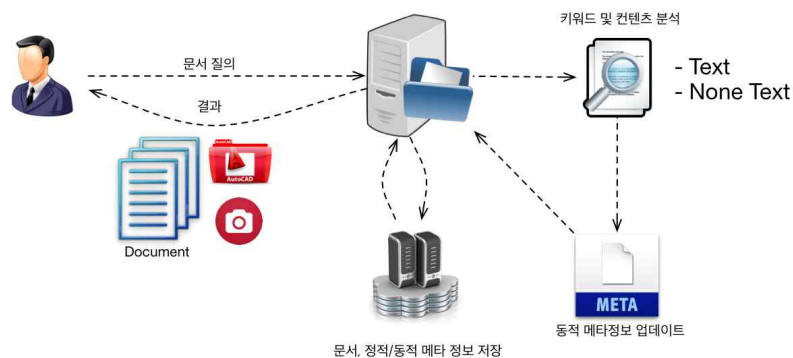 키워드 및 컨텐츠 분석
문서 질의
- Text
- None Text
결과
AutoCAD
Document
META
동적 메타정보 업데이트
문서, 정적/동적 메타 정보 저장